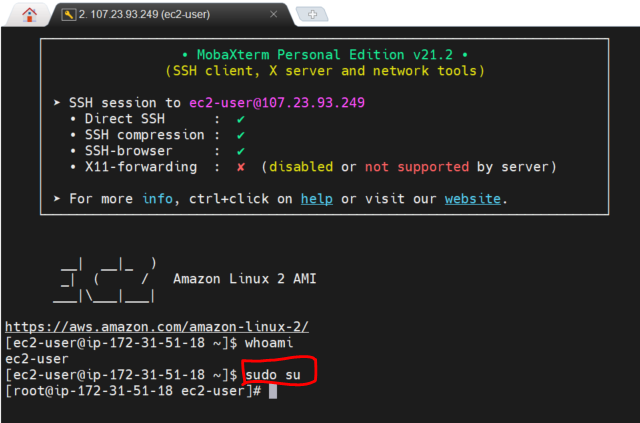 2. 107.23.93.249 (ec2-user)
• MobaXterm Personal Edition v21.2 •
(SSH client, X server and network tools)
➤ SSH session to ec2-user@107.23.93.249
• Direct SSH : ✔
• SSH compression : ✔
• SSH-browser : ✔
• X11-forwarding : ✘ (disabled or not supported by server)
➤ For more info, ctrl+click on help or visit our website.
__| __|_ )
_| ( / Amazon Linux 2 AMI
___|\___|___|
https://aws.amazon.com/amazon-linux-2/
[ec2-user@ip-172-31-51-18 ~]$ whoami
ec2-user
[ec2-user@ip-172-31-51-18 ~]$ sudo su
[root@ip-172-31-51-18 ec2-user]#